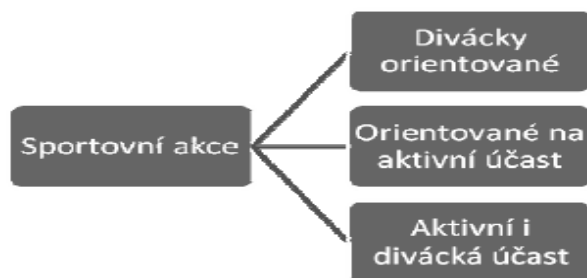 Sportovní akce
Divácky
orientované
Orientované na
aktivní účast
Aktivní i
divácká účast